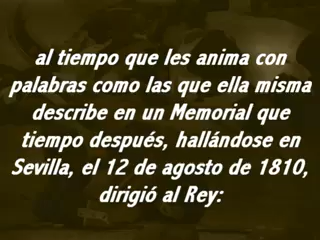 al tiempo que les anima con
palabras como las que ella misma
describe en un Memorial que
tiempo después, hallándose en
Sevilla, el 12 de agosto de 1810,
dirigió al Rey: